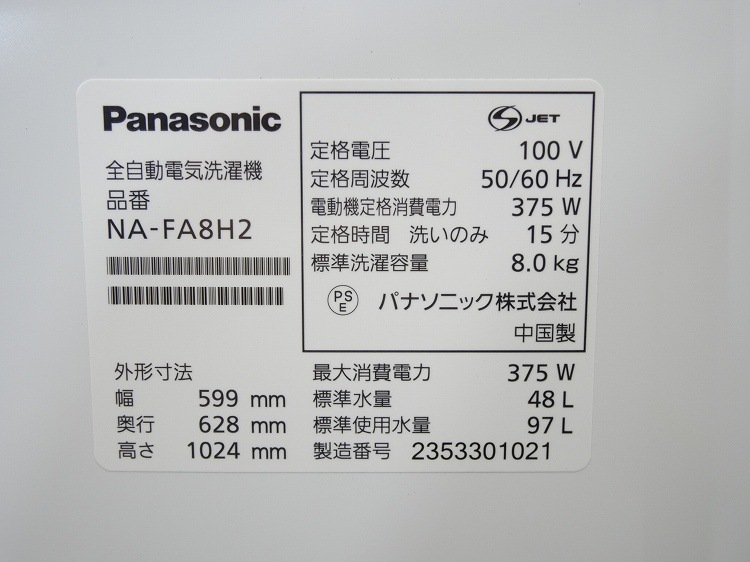 Panasonic
全自動電気洗濯機
品番
NA-FA8H2
S JET
定格電圧 100 V
定格周波数 50/60 Hz
電動機定格消費電力 375 W
定格時間 洗いのみ 15 分
標準洗濯容量 8.0 kg
PS
E
パナソニック株式会社
中国製
外形寸法
幅 599 mm
奥行 628 mm
高さ 1024 mm
最大消費電力 375 W
標準水量 48 L
標準使用水量 97 L
製造番号 2353301021